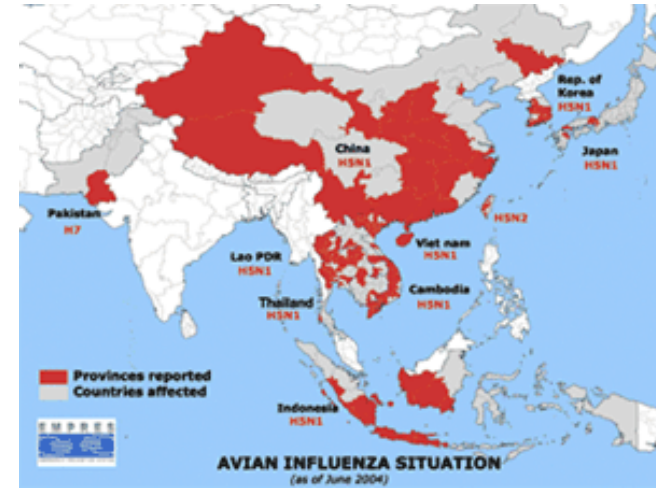 Rep. of
Korea
H5N1
China
H5N1
Japan
H5N1
Pakistan
H7
H5N2
Lao PDR
H5N1
Viet nam
H5N1
Thailand
H5N1
Cambodia
H5N1
Provinces reported
Countries affected
Indonesia
H5N1
EMPRES
AVIAN INFLUENZA SITUATION
(as of June 2004)